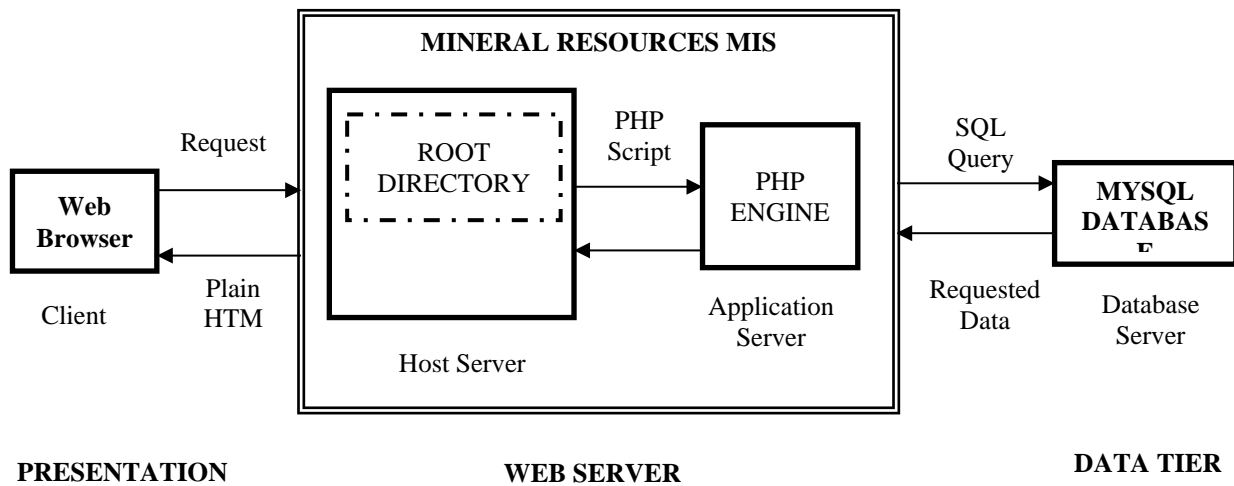 MINERAL RESOURCES MIS
Request
Web
Browser
Plain
HTM
Client
ROOT
DIRECTORY
Host Server
PHP
Script
PHP
ENGINE
Application
Server
SQL
Query
Requested
Data
MYSQL
DATABAS
E
Database
Server
PRESENTATION
WEB SERVER
DATA TIER